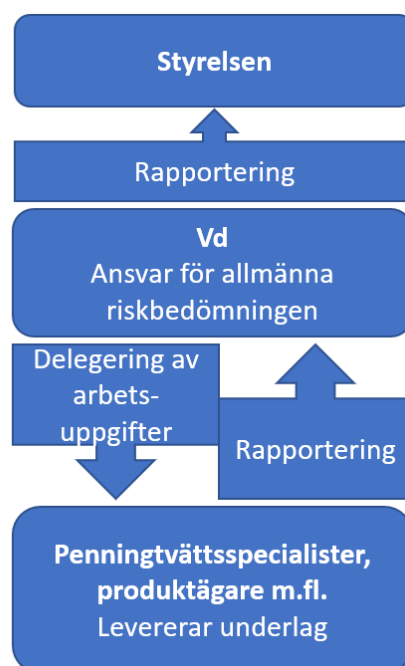 Styrelsen
Rapportering
Vd
Ansvar för allmänna
riskbedömningen
Delegering av
arbets-
uppgifter
Rapportering
Penningtvättsspecialister,
produktägare m.fl.
Levererar underlag